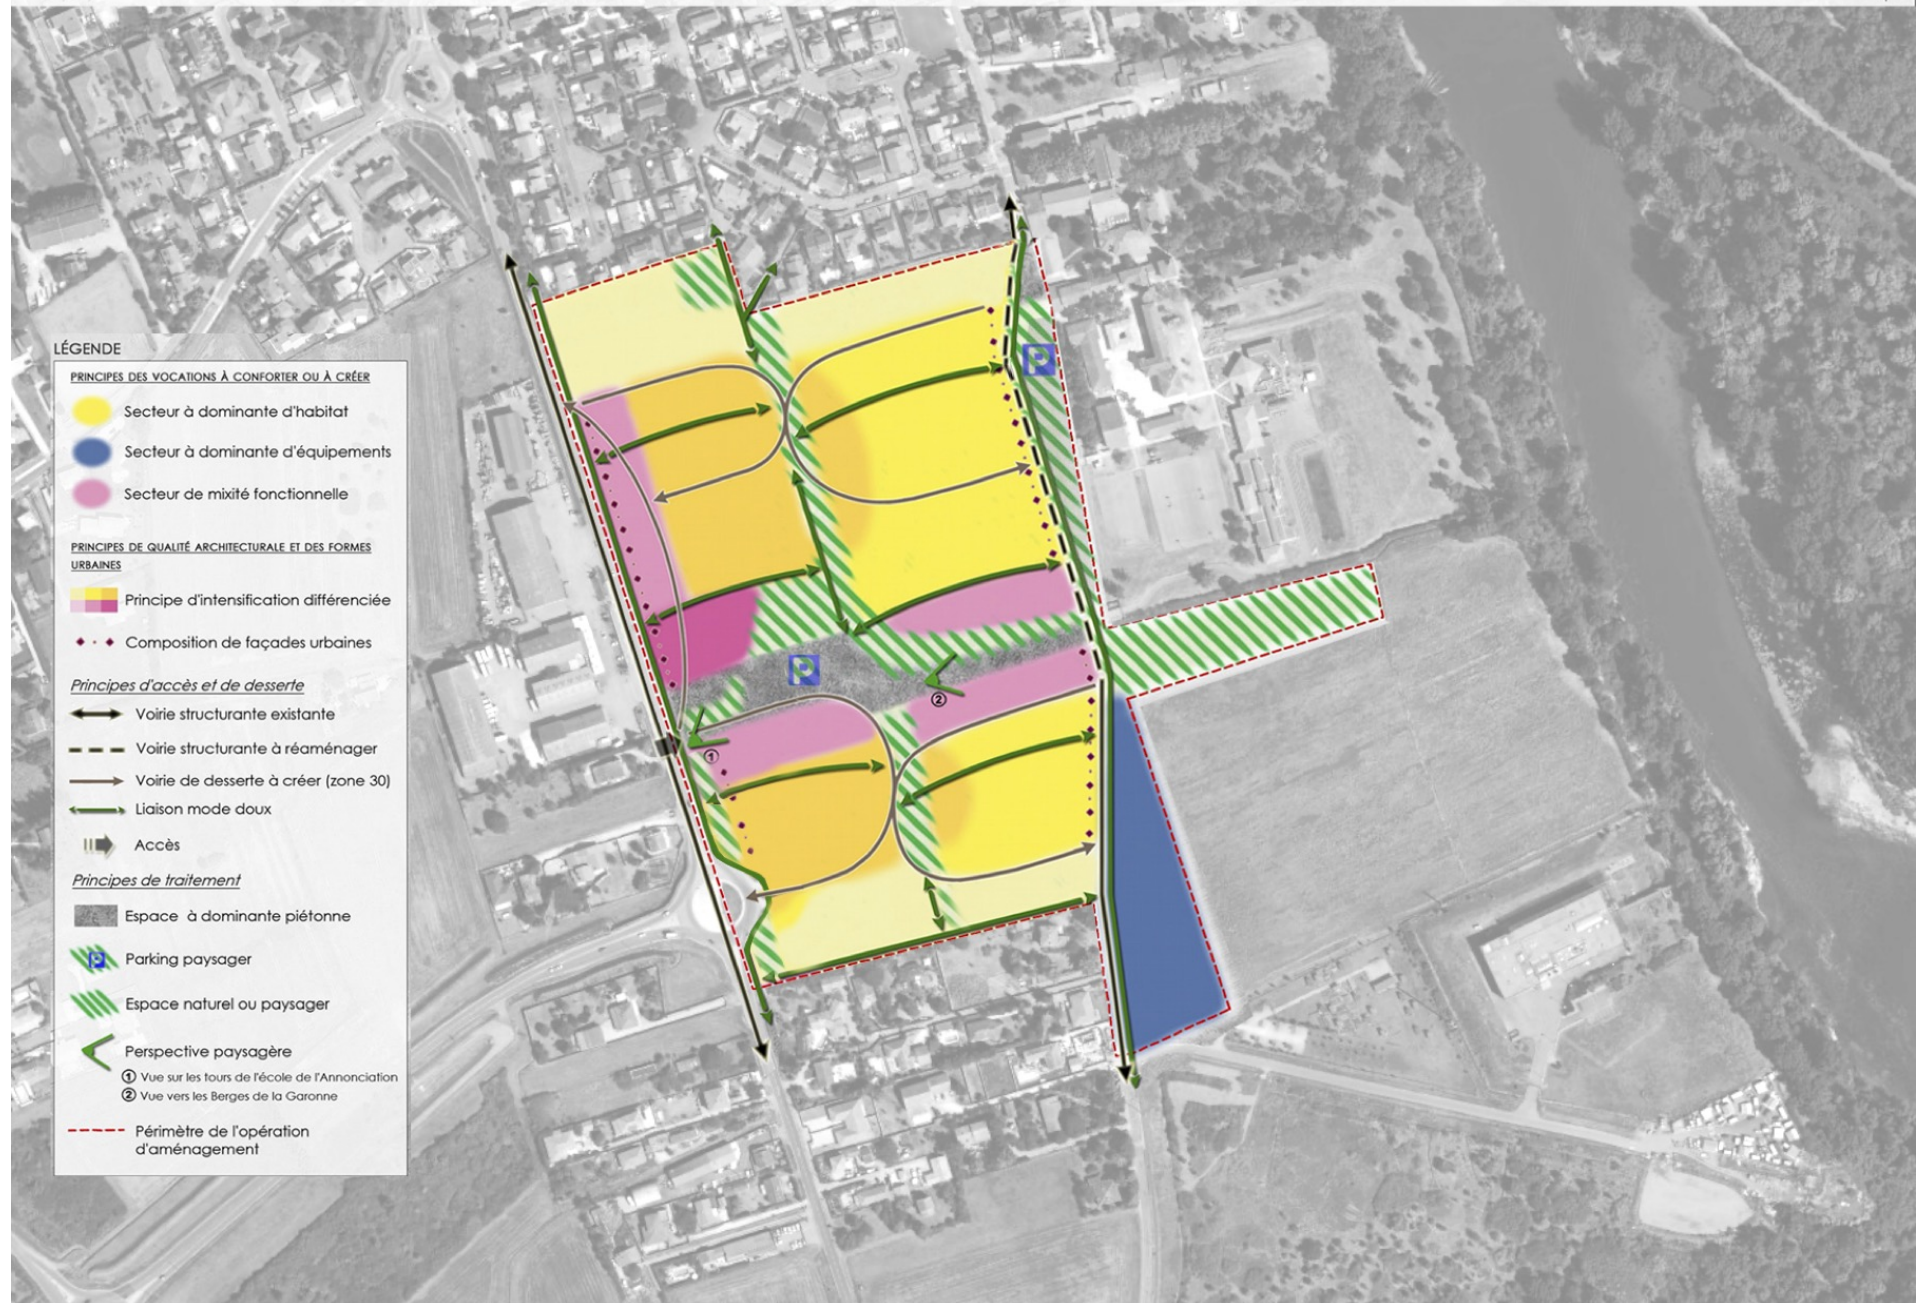 LÉGENDE
PRINCIPES DES VOCATIONS À CONFORTER OU À CRÉER
Secteur à dominante d'habitat
Secteur à dominante d'équipements
Secteur de mixité fonctionnelle
PRINCIPES DE QUALITÉ ARCHITECTURALE ET DES FORMES
URBAINES
Principe d'intensification différenciée
Composition de façades urbaines
Principes d'accès et de desserte
Voirie structurante existante
Voirie structurante à réaménager
Voirie de desserte à créer (zone 30)
Liaison mode doux
Accès
Principes de traitement
Espace à dominante piétonne
P Parking paysager
Espace naturel ou paysager
Perspective paysagère
① Vue sur les tours de l'école de l'Annonciation
② Vue vers les Berges de la Garonne
Périmètre de l'opération
d'aménagement
P
P
②
①